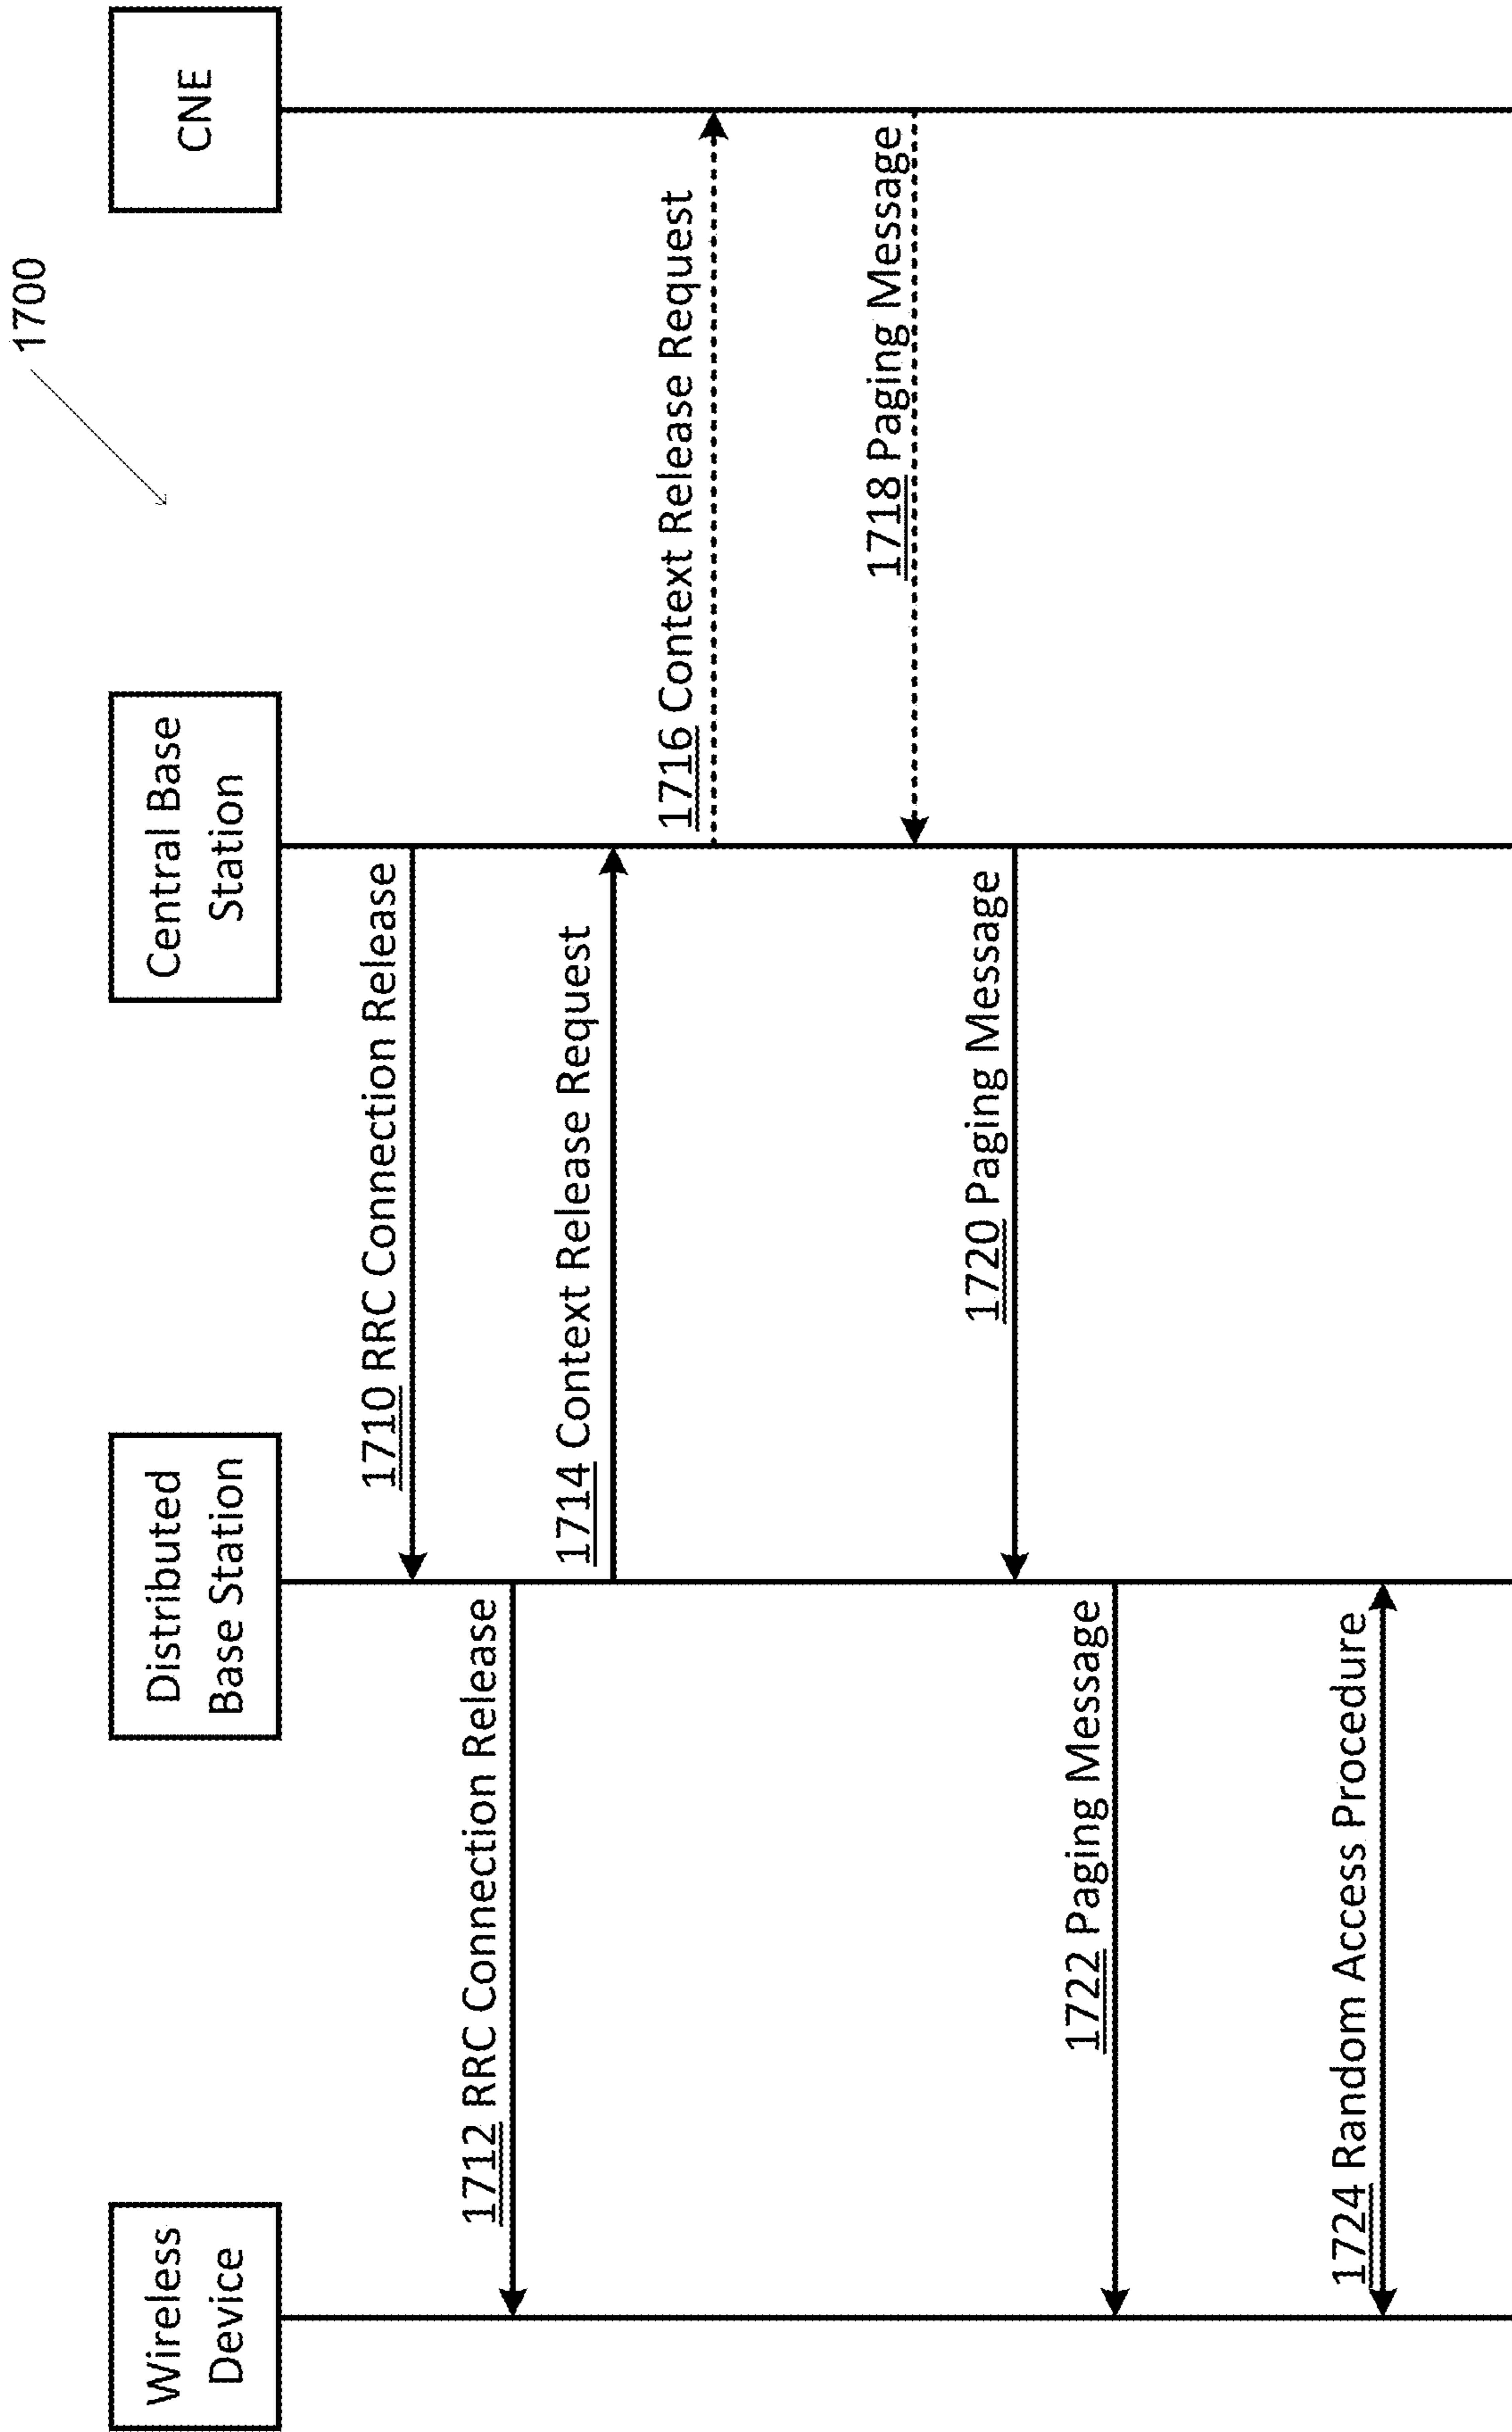 1700
Wireless
Device
Distributed
Base Station
Central Base
Station
CNE
1710 RRC Connection Release
1712 RRC Connection Release
1714 Context Release Request
1716 Context Release Request
1718 Paging Message
1720 Paging Message
1722 Paging Message
1724 Random Access Procedure